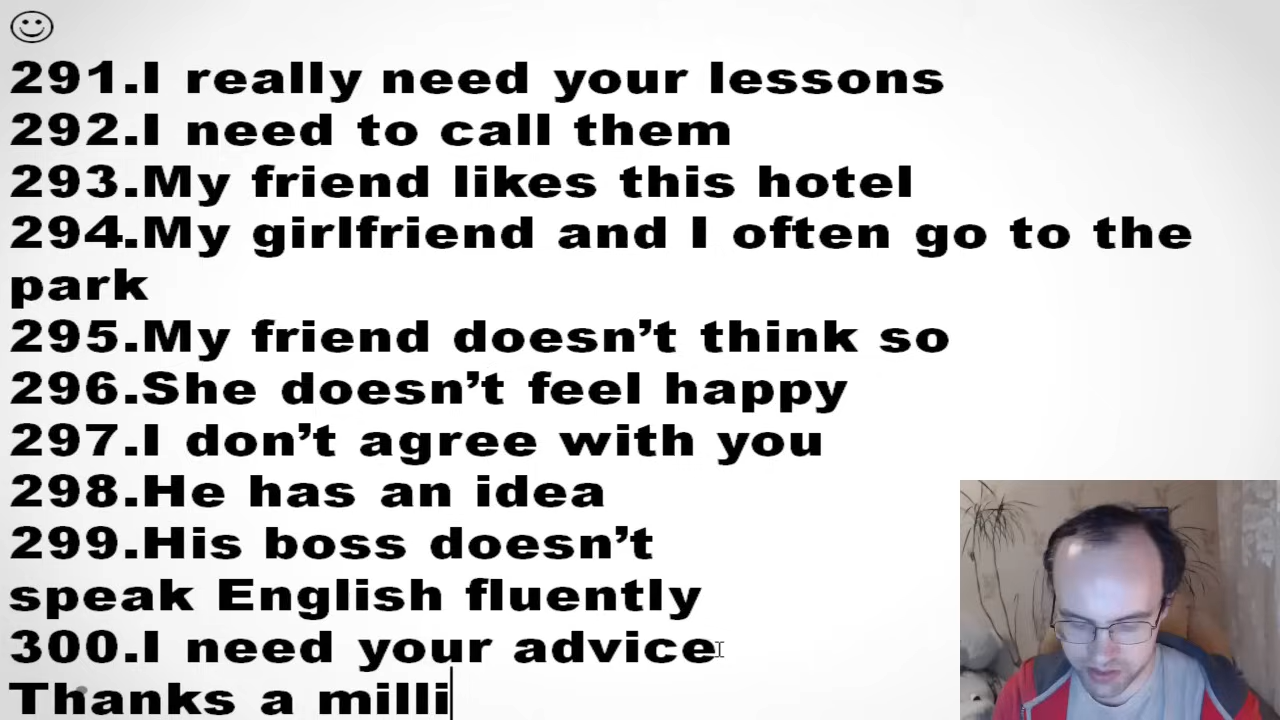 291.I really need your lessons
292.I need to call them
293.My friend likes this hotel
294.My girlfriend and I often go to the
park
295.My friend doesn’t think so
296.She doesn’t feel happy
297.I don’t agree with you
298.He has an idea
299.His boss doesn’t
speak English fluently
300.I need your advice
Thanks a milli